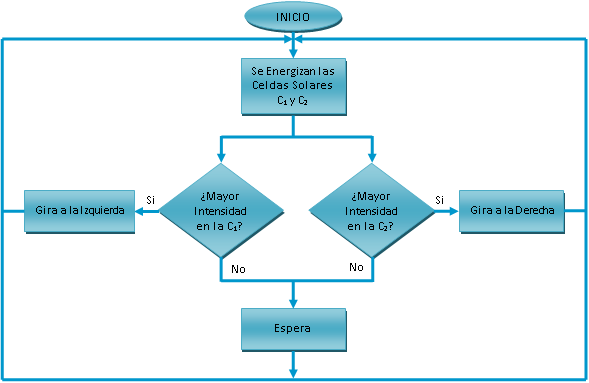 INICIO
Se Energizan las
Celdas Solares
C₁ y C₂
¿Mayor
Intensidad
en la C₁?
¿Mayor
Intensidad
en la C₂?
Si
Si
Gira a la Izquierda
Gira a la Derecha
No
No
Espera